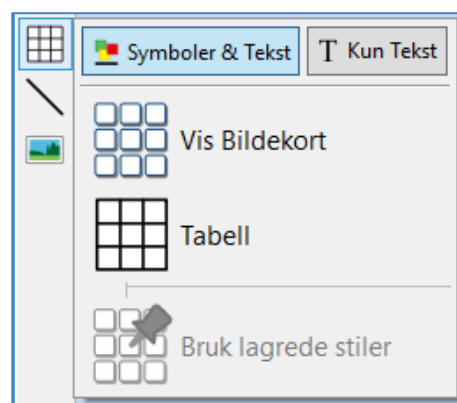 Symboler & Tekst
T Kun Tekst
Vis Bildekort
Tabell
Bruk lagrede stiler